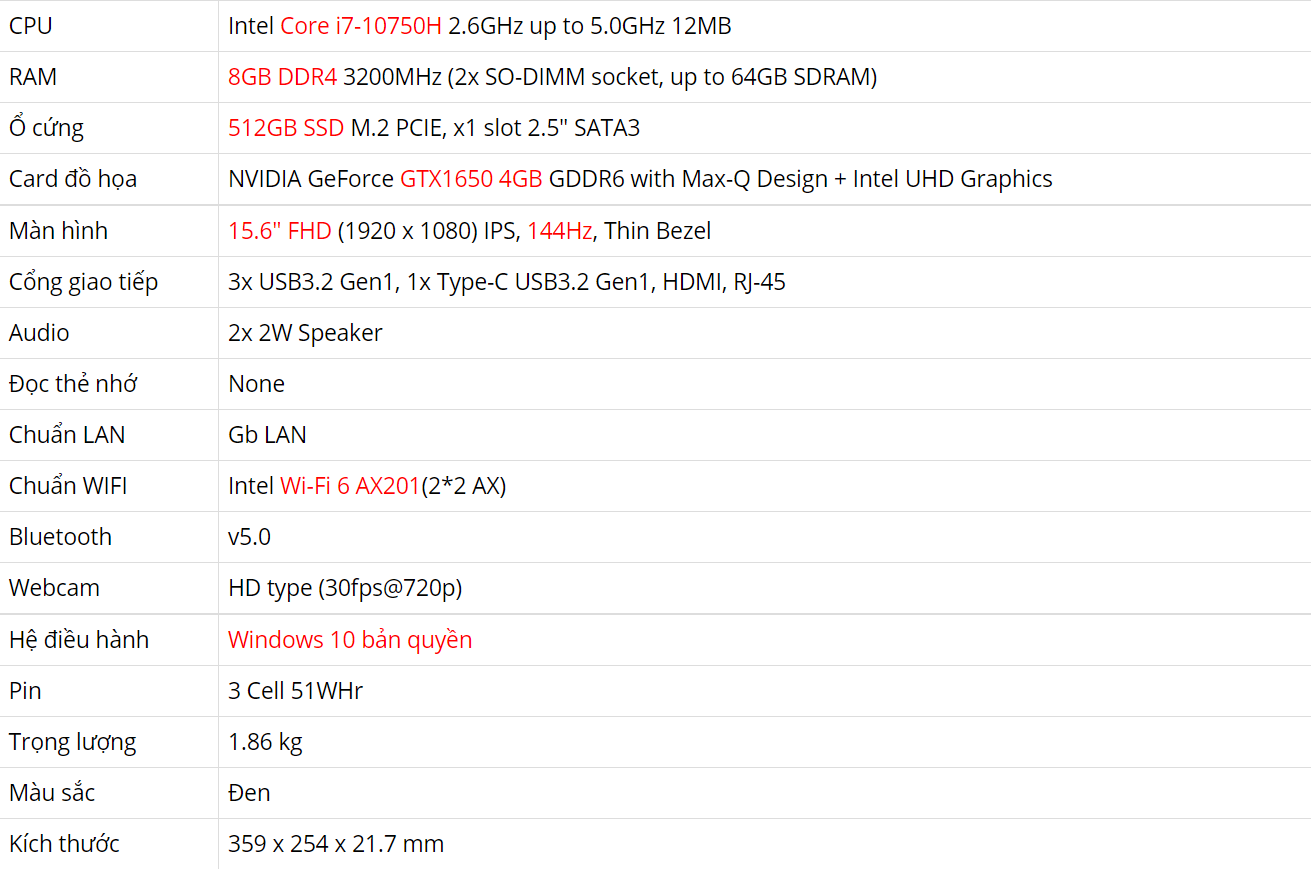 CPU Intel Core i7-10750H 2.6GHz up to 5.0GHz 12MB
RAM 8GB DDR4 3200MHz (2x SO-DIMM socket, up to 64GB SDRAM)
Ổ cứng 512GB SSD M.2 PCIE, x1 slot 2.5" SATA3
Card đồ họa NVIDIA GeForce GTX1650 4GB GDDR6 with Max-Q Design + Intel UHD Graphics
Màn hình 15.6" FHD (1920 x 1080) IPS, 144Hz, Thin Bezel
Cổng giao tiếp 3x USB3.2 Gen1, 1x Type-C USB3.2 Gen1, HDMI, RJ-45
Audio 2x 2W Speaker
Đọc thẻ nhớ None
Chuẩn LAN Gb LAN
Chuẩn WIFI Intel Wi-Fi 6 AX201(2*2 AX)
Bluetooth v5.0
Webcam HD type (30fps@720p)
Hệ điều hành Windows 10 bản quyền
Pin 3 Cell 51WHr
Trọng lượng 1.86 kg
Màu sắc Đen
Kích thước 359 x 254 x 21.7 mm